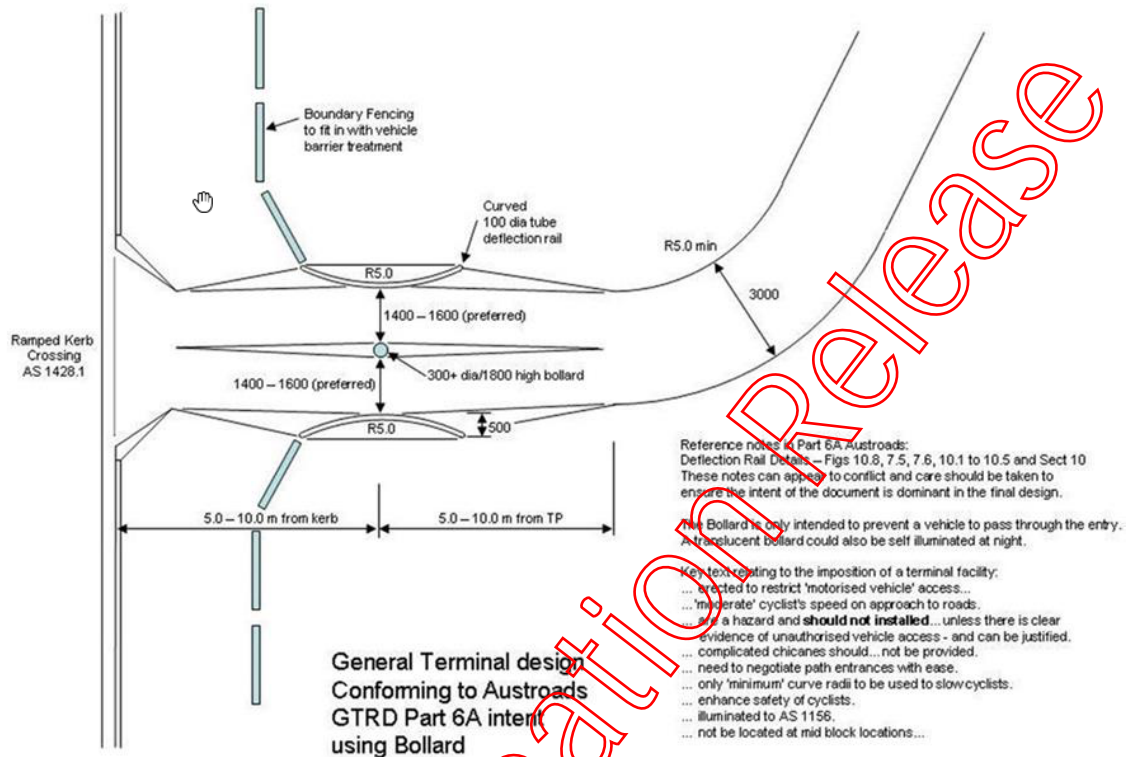 Boundary Fencing
to fit in with vehicle
barrier treatment
Curved
100 dia tube
deflection rail
R5.0
R5.0 min
3000
1400 – 1600 (preferred)
Ramped Kerb
Crossing
AS 1428.1
300+ dia/1800 high bollard
1400 – 1600 (preferred)
R5.0
500
5.0 – 10.0 m from kerb
5.0 – 10.0 m from TP
Reference notes in Part 6A Austroads:
Deflection Rail Details – Figs 10.8, 7.5, 7.6, 10.1 to 10.5 and Sect 10
These notes can appear to conflict and care should be taken to
ensure the intent of the document is dominant in the final design.
The Bollard is only intended to prevent a vehicle to pass through the entry.
A translucent bollard could also be self illuminated at night.
Key text relating to the imposition of a terminal facility:
... erected to restrict 'motorised vehicle' access...
... 'moderate' cyclist's speed on approach to roads.
... are a hazard and should not installed... unless there is clear
evidence of unauthorised vehicle access - and can be justified.
... complicated chicanes should... not be provided.
... need to negotiate path entrances with ease.
... only 'minimum' curve radii to be used to slow cyclists.
... enhance safety of cyclists.
... illuminated to AS 1156.
... not be located at mid block locations...
General Terminal design
Conforming to Austroads
GTRD Part 6A intent
using Bollard
Release